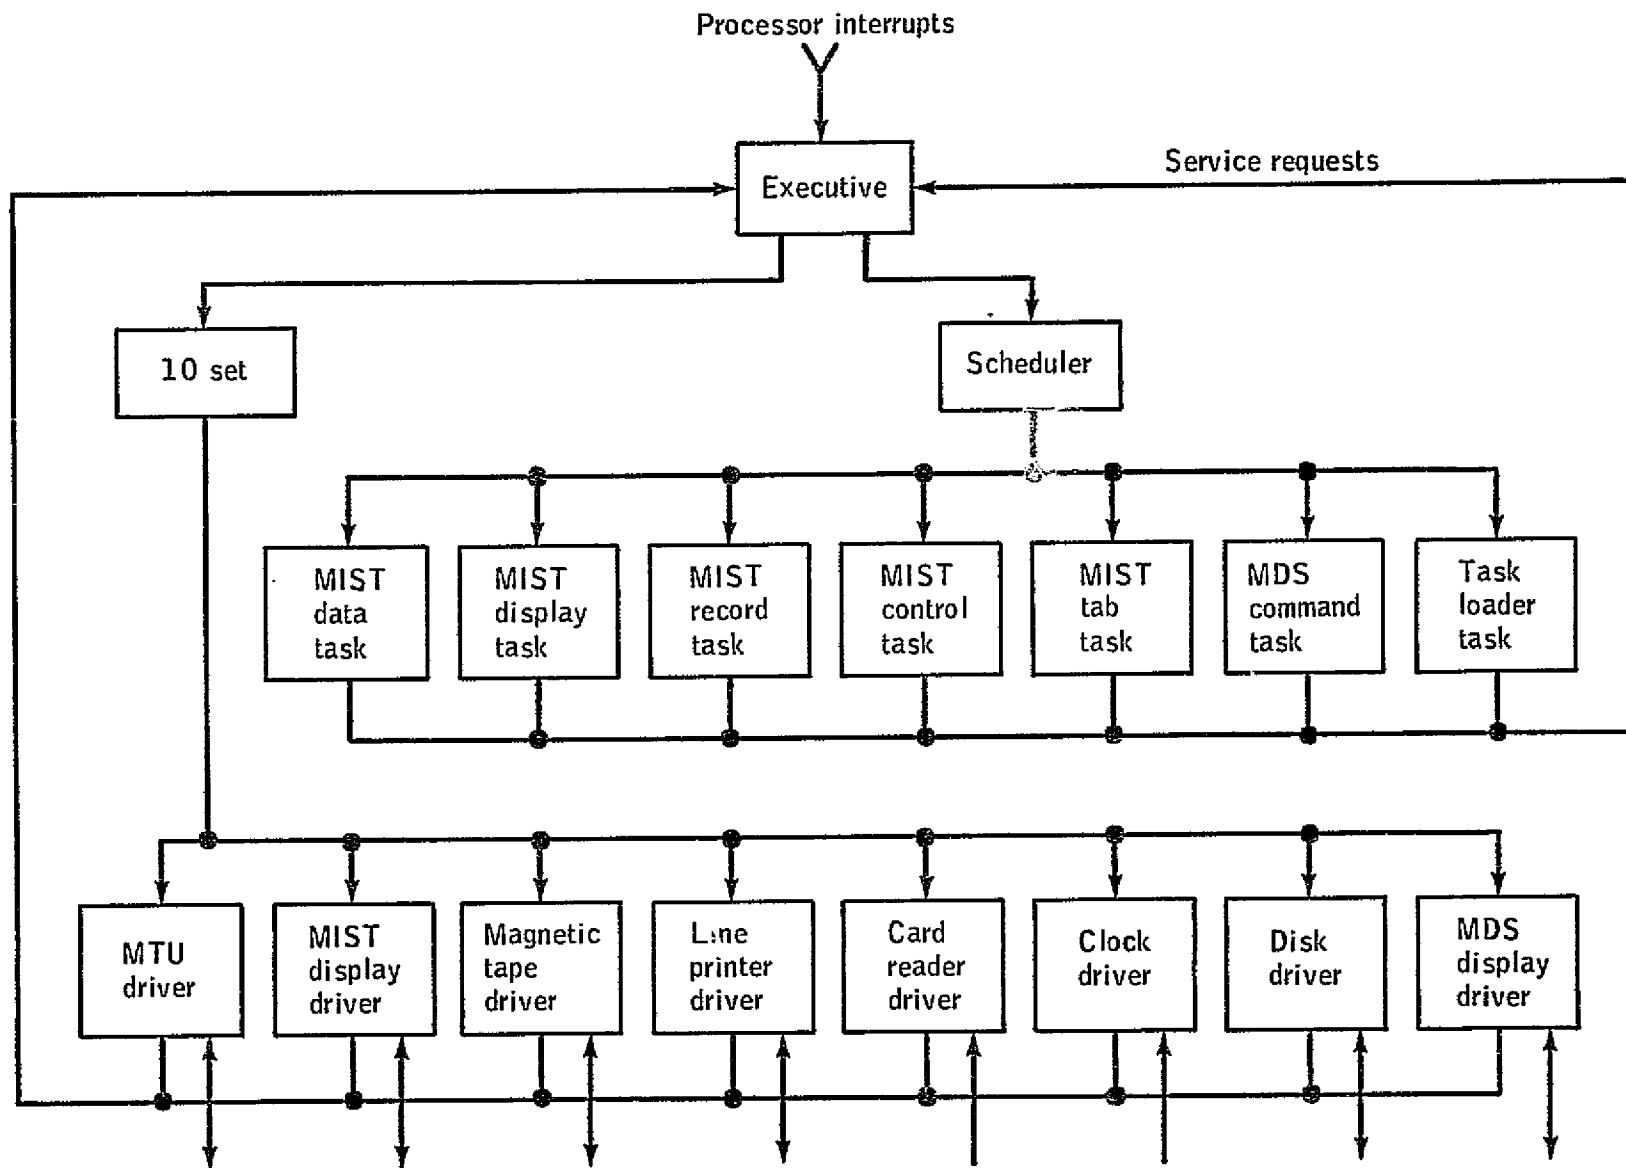 Processor interrupts
Service requests
Executive
10 set
Scheduler
MIST
data
task
MIST
display
task
MIST
record
task
MIST
control
task
MIST
tab
task
MDS
command
task
Task
loader
task
MTU
driver
MIST
display
driver
Magnetic
tape
driver
Line
printer
driver
Card
reader
driver
Clock
driver
Disk
driver
MDS
display
driver